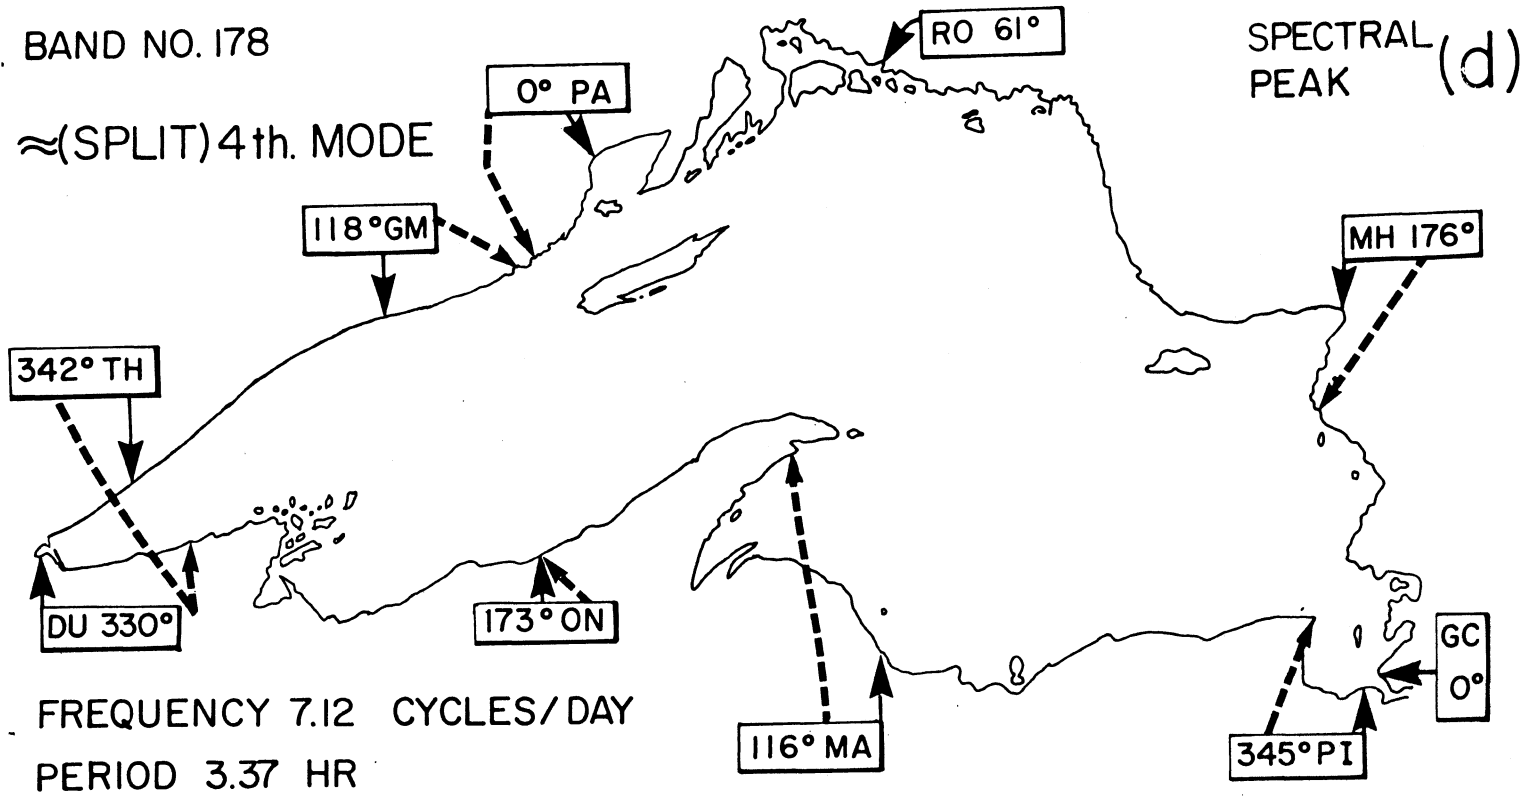 BAND NO. 178
RO 61°
SPECTRAL
PEAK
(d)
0° PA
≈(SPLIT) 4th. MODE
118° GM
MH 176°
342° TH
DU 330°
173° ON
GC
0°
116° MA
345° PI
FREQUENCY 7.12 CYCLES/DAY
PERIOD 3.37 HR